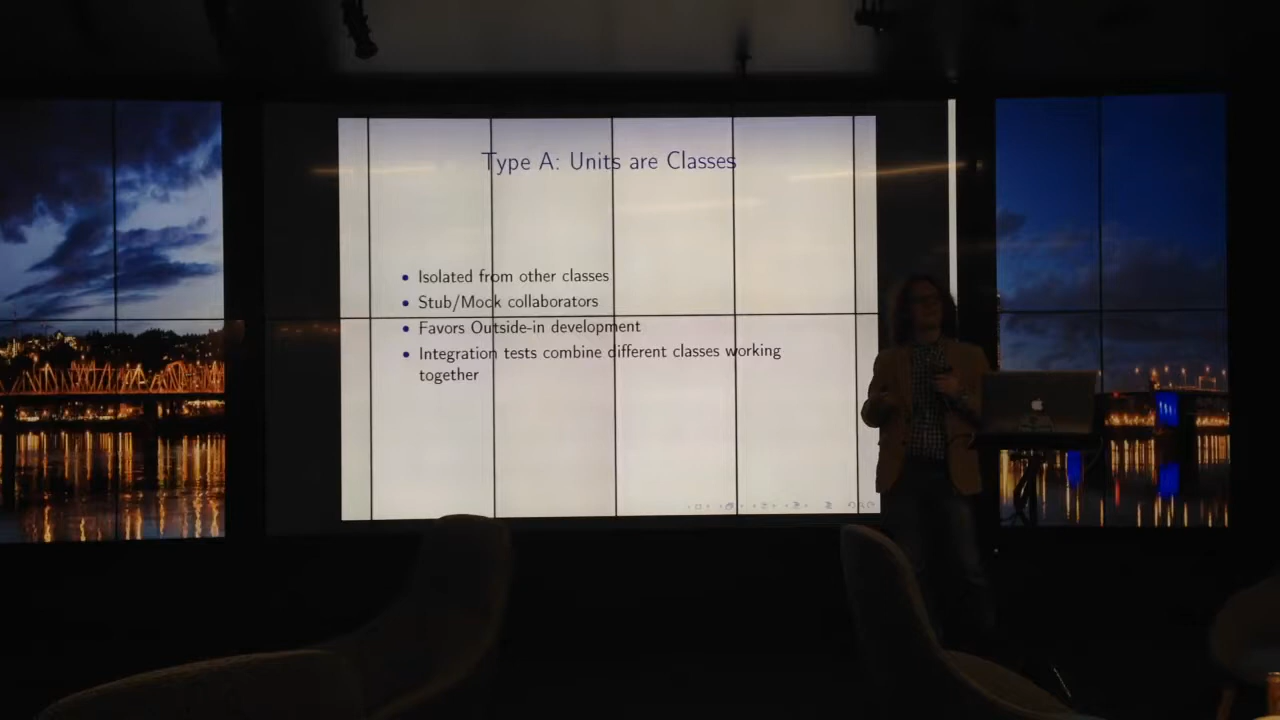 Type A: Units are Classes
Isolated from other classes
Stub/Mock collaborators
Favors Outside-in development
Integration tests combine different classes working
together